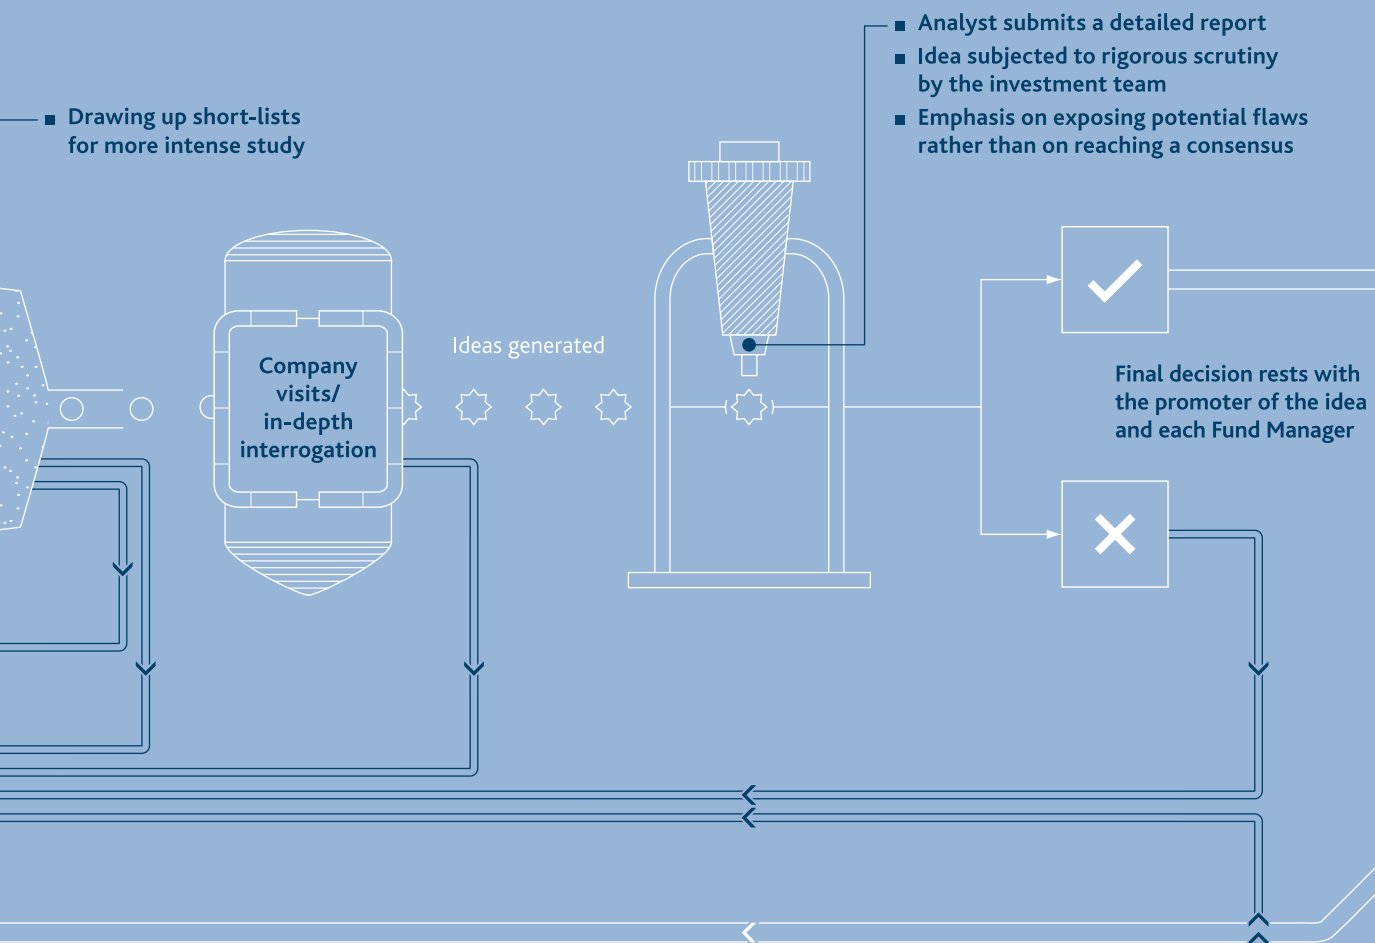 Analyst submits a detailed report
Idea subjected to rigorous scrutiny
by the investment team
Emphasis on exposing potential flaws
rather than on reaching a consensus
Drawing up short-lists
for more intense study
Company
visits/
in-depth
interrogation
Ideas generated
Final decision rests with
the promoter of the idea
and each Fund Manager